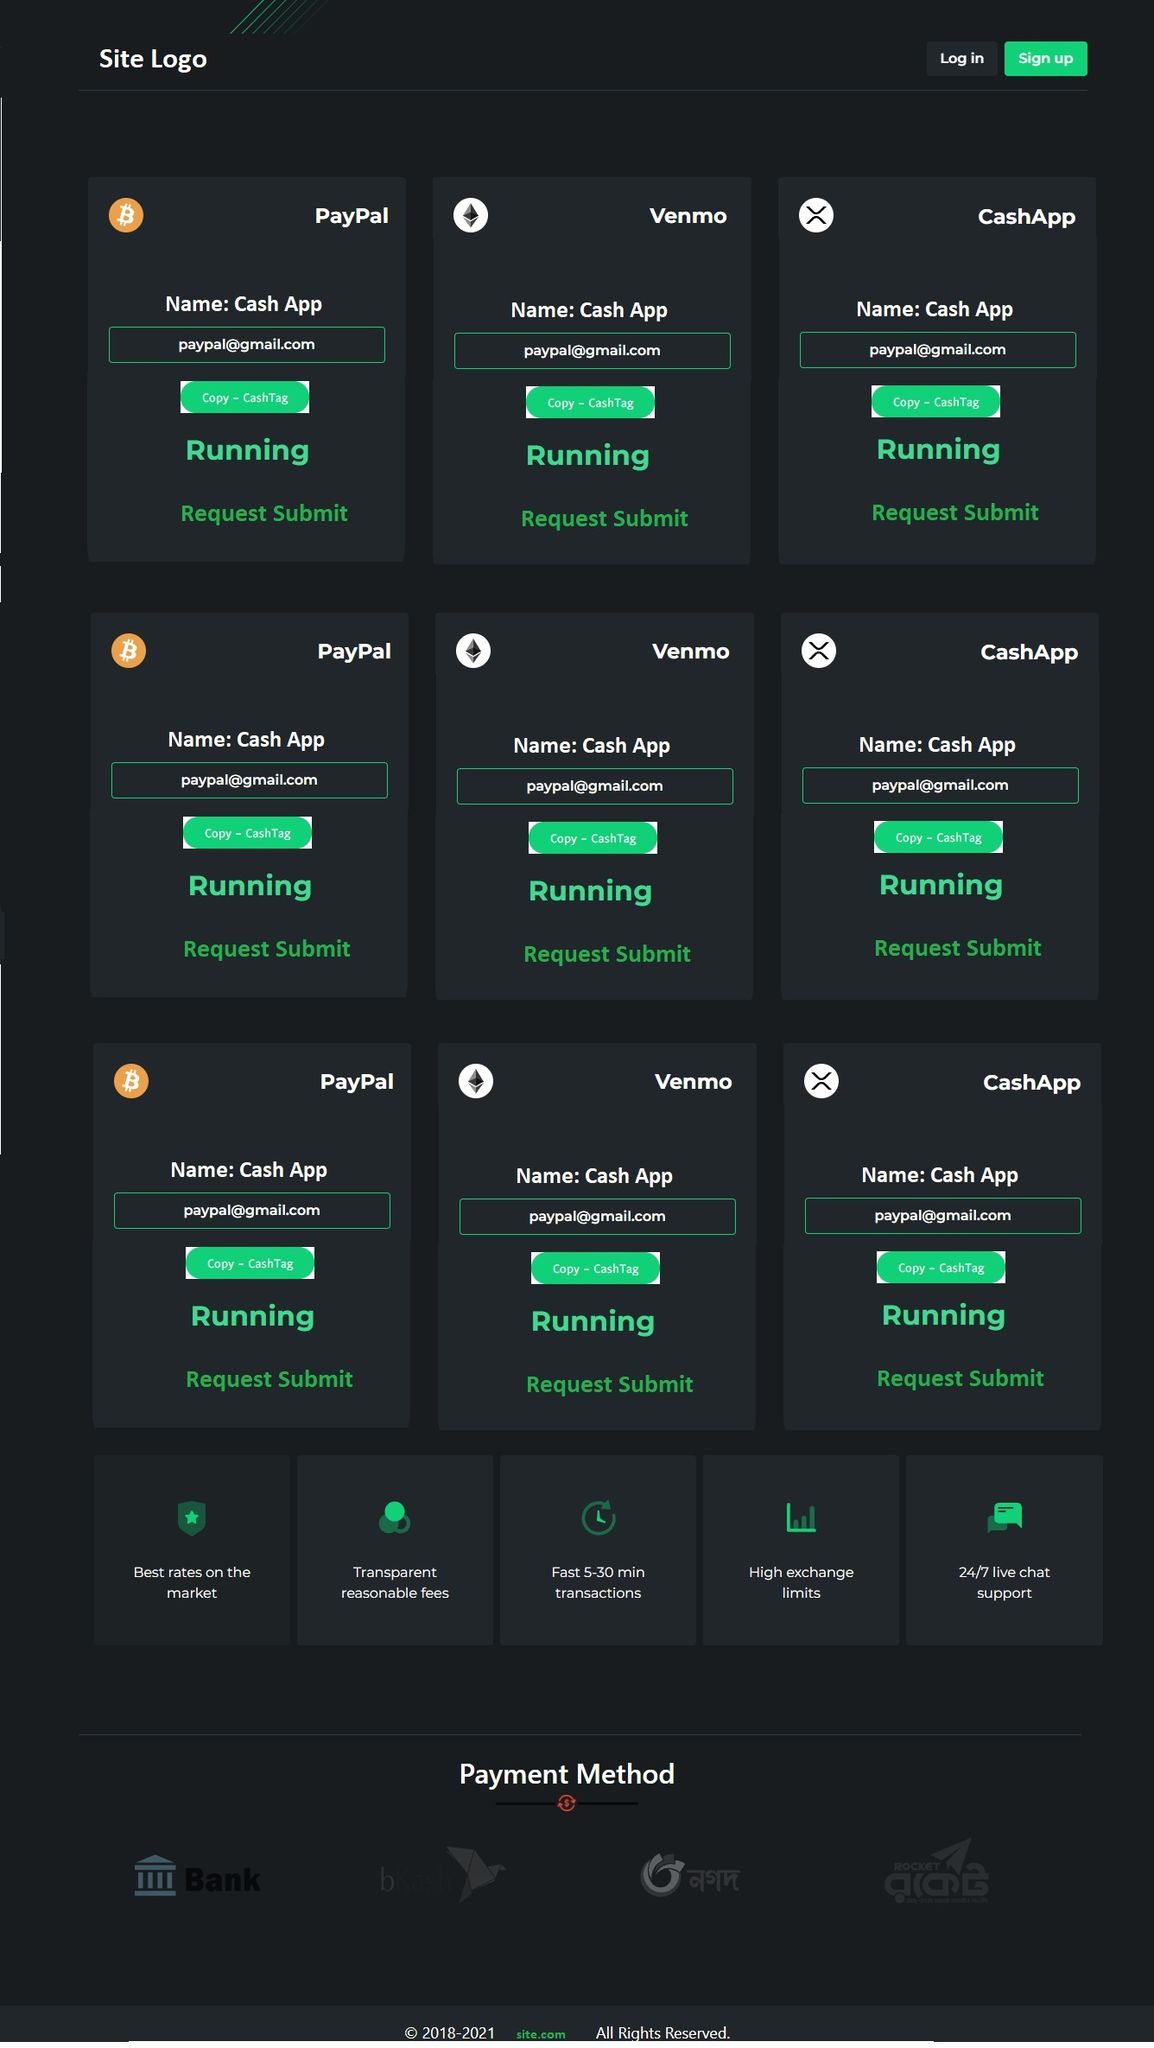 Site Logo
Log in
Sign up
PayPal
Name: Cash App
paypal@gmail.com
Copy – CashTag
Running
Request Submit
Venmo
Name: Cash App
paypal@gmail.com
Copy – CashTag
Running
Request Submit
CashApp
Name: Cash App
paypal@gmail.com
Copy – CashTag
Running
Request Submit
PayPal
Name: Cash App
paypal@gmail.com
Copy – CashTag
Running
Request Submit
Venmo
Name: Cash App
paypal@gmail.com
Copy – CashTag
Running
Request Submit
CashApp
Name: Cash App
paypal@gmail.com
Copy – CashTag
Running
Request Submit
PayPal
Name: Cash App
paypal@gmail.com
Copy – CashTag
Running
Request Submit
Venmo
Name: Cash App
paypal@gmail.com
Copy – CashTag
Running
Request Submit
CashApp
Name: Cash App
paypal@gmail.com
Copy – CashTag
Running
Request Submit
Best rates on the
market
Transparent
reasonable fees
Fast 5-30 min
transactions
High exchange
limits
24/7 live chat
support
Payment Method
Bank
bKash
নগদ
ROCKET
রকেট
© 2018-2021 site.com All Rights Reserved.